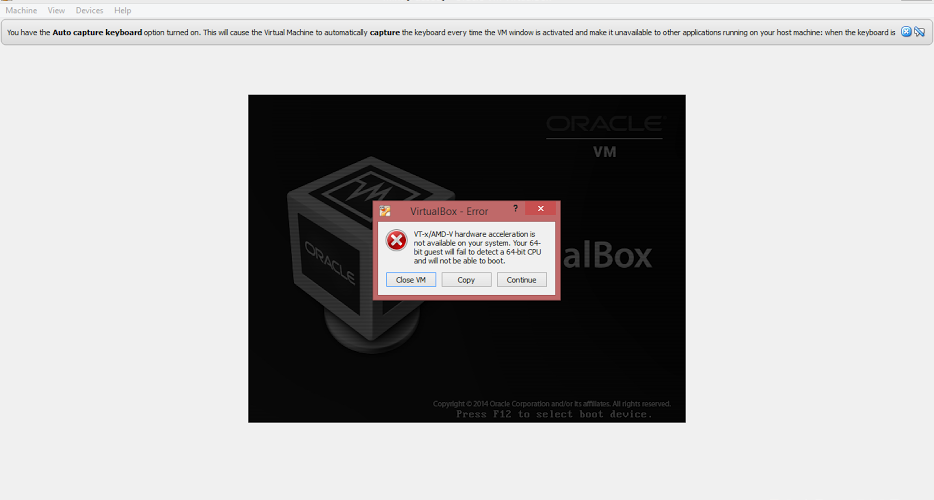 Machine View Devices Help
You have the Auto capture keyboard option turned on. This will cause the Virtual Machine to automatically capture the keyboard every time the VM window is activated and make it unavailable to other applications running on your host machine: when the keyboard is
ORACLE
VM
VirtualBox - Error ?
VT-x/AMD-V hardware acceleration is
not available on your system. Your 64-
bit guest will fail to detect a 64-bit CPU
and will not be able to boot.
Close VM Copy Continue
ORACLE
alBox
Copyright © 2014 Oracle Corporation and/or its affiliates. All rights reserved.
Press F12 to select boot device.